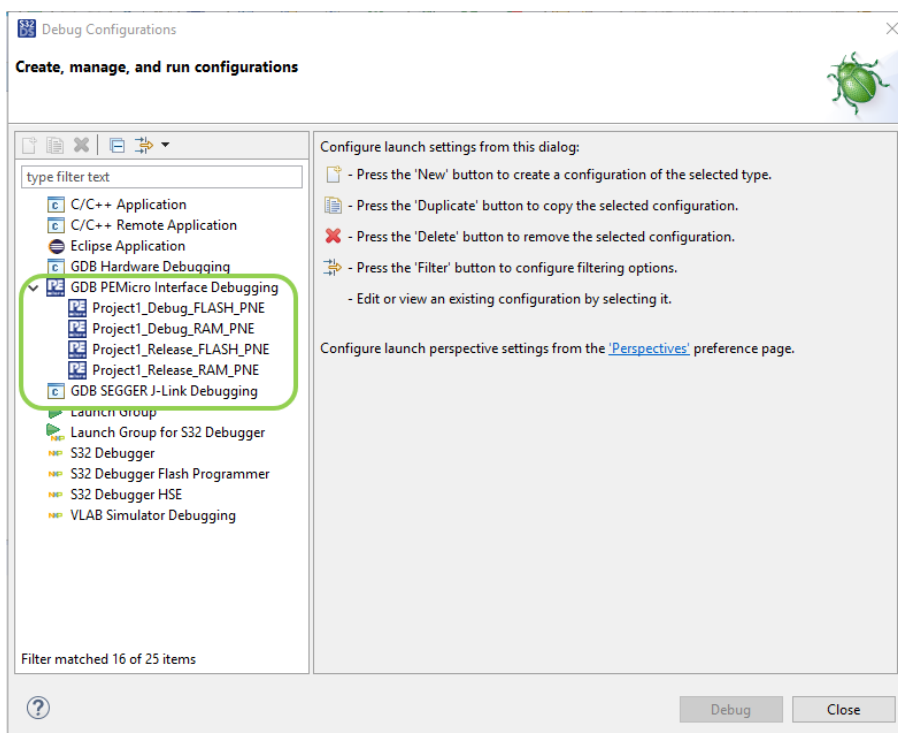 S32 DS Debug Configurations
Create, manage, and run configurations
type filter text
C/C++ Application
C/C++ Remote Application
Eclipse Application
GDB Hardware Debugging
GDB PEMicro Interface Debugging
Project1_Debug_FLASH_PNE
Project1_Debug_RAM_PNE
Project1_Release_FLASH_PNE
Project1_Release_RAM_PNE
GDB SEGGER J-Link Debugging
Launch Group
Launch Group for S32 Debugger
S32 Debugger
S32 Debugger Flash Programmer
S32 Debugger HSE
VLAB Simulator Debugging
Filter matched 16 of 25 items
Configure launch settings from this dialog:
- Press the 'New' button to create a configuration of the selected type.
- Press the 'Duplicate' button to copy the selected configuration.
- Press the 'Delete' button to remove the selected configuration.
- Press the 'Filter' button to configure filtering options.
- Edit or view an existing configuration by selecting it.
Configure launch perspective settings from the 'Perspectives' preference page.
? Debug Close